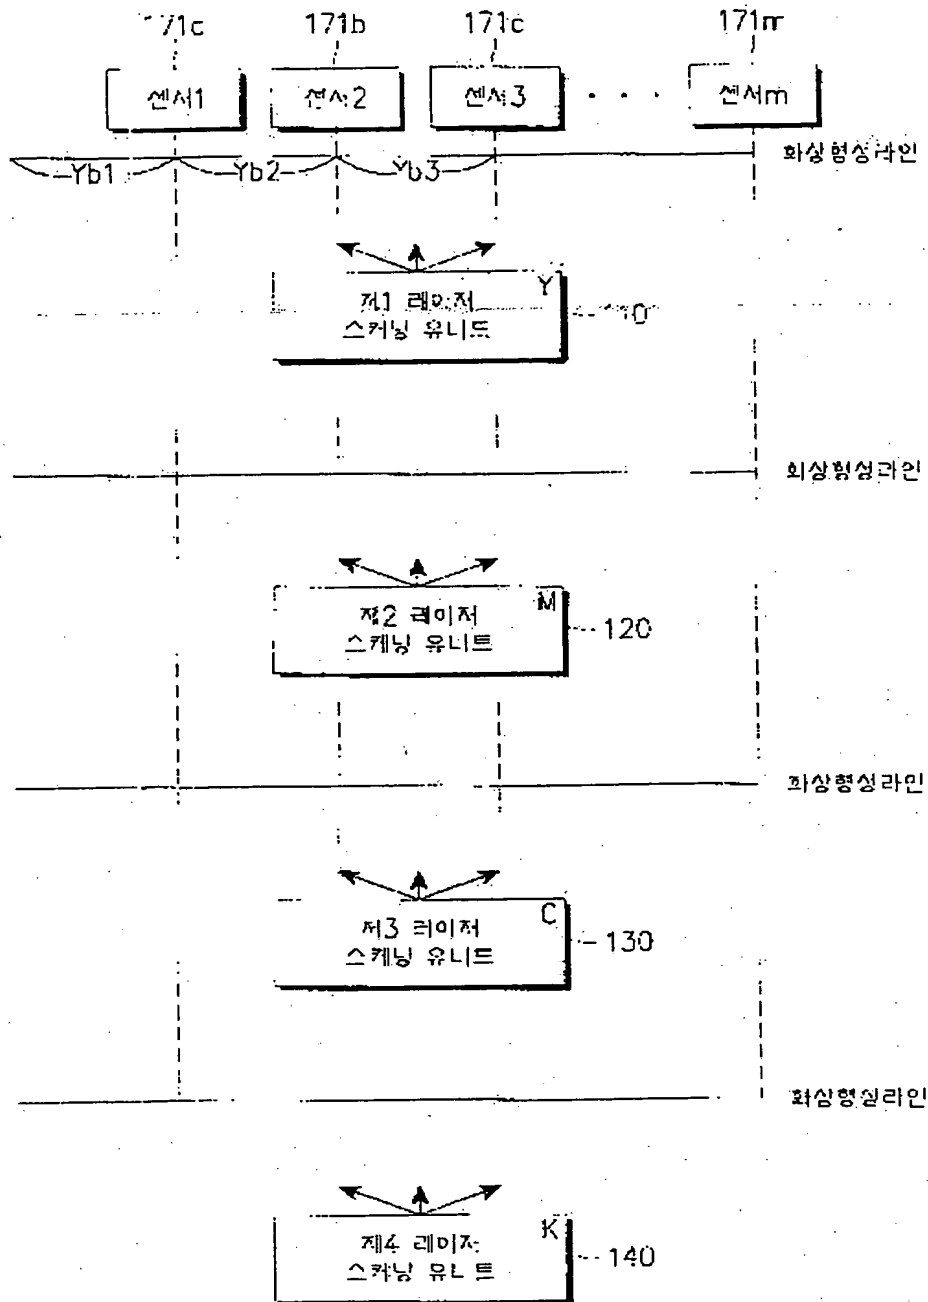 171c 171b 171c 171m
센서1 센서2 센서3 센서m
화상형성라인
Yb1 Yb2 Yb3
Y
제1 레이저
스캐닝 유니트
화상형성라인
M
제2 레이저
스캐닝 유니트
120
화상형성라인
C
제3 레이저
스캐닝 유니트
130
화상형성라인
K
제4 레이저
스캐닝 유니트
140